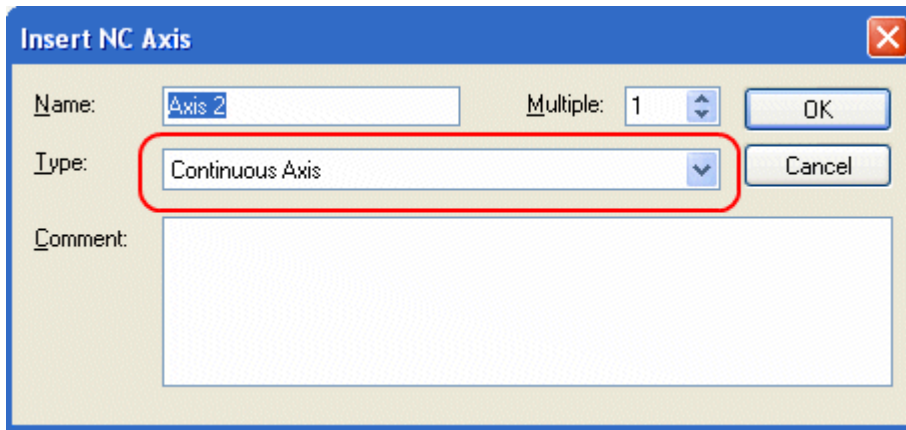 Insert NC Axis
Name: Axis 2 Multiple: 1 OK
Type: Continuous Axis Cancel
Comment: